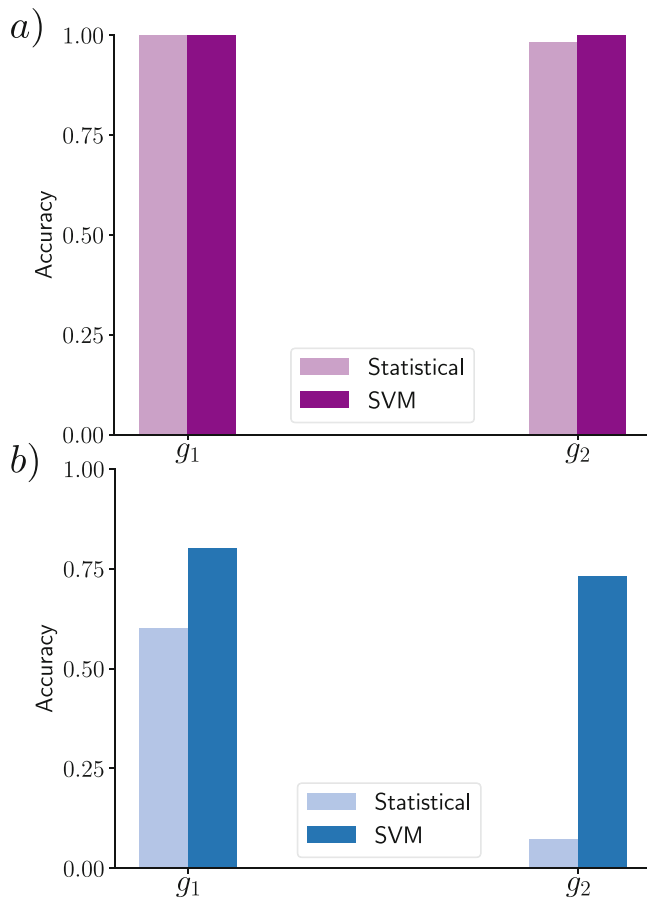 a)
1.00
0.75
0.50
0.25
0.00
Accuracy
Statistical
SVM
g₁
g₂
b)
1.00
0.75
0.50
0.25
0.00
Accuracy
Statistical
SVM
g₁
g₂